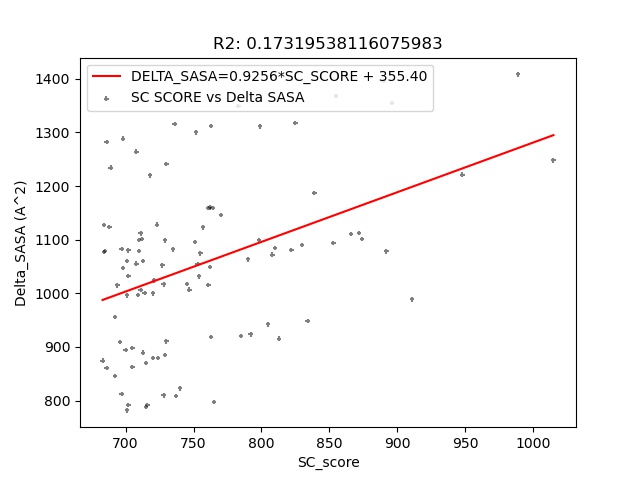 R2: 0.17319538116075983
DELTA_SASA=0.9256*SC_SCORE + 355.40
SC SCORE vs Delta SASA
Delta_SASA (A^2)
1400
1300
1200
1100
1000
900
800
700 750 800 850 900 950 1000
SC_score